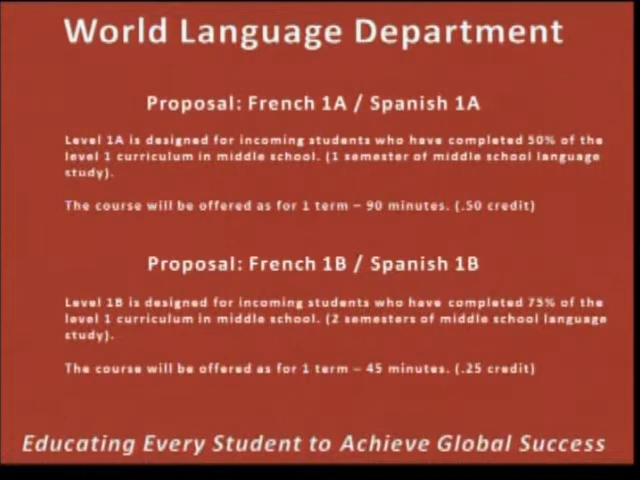 World Language Department
Proposal: French 1A / Spanish 1A
Level 1A is designed for incoming students who have completed 50% of the
level 1 curriculum in middle school. (1 semester of middle school language
study).
The course will be offered as for 1 term – 90 minutes. (.50 credit)
Proposal: French 1B / Spanish 1B
Level 1B is designed for incoming students who have completed 75% of the
level 1 curriculum in middle school. (2 semesters of middle school language
study).
The course will be offered as for 1 term – 45 minutes. (.25 credit)
Educating Every Student to Achieve Global Success